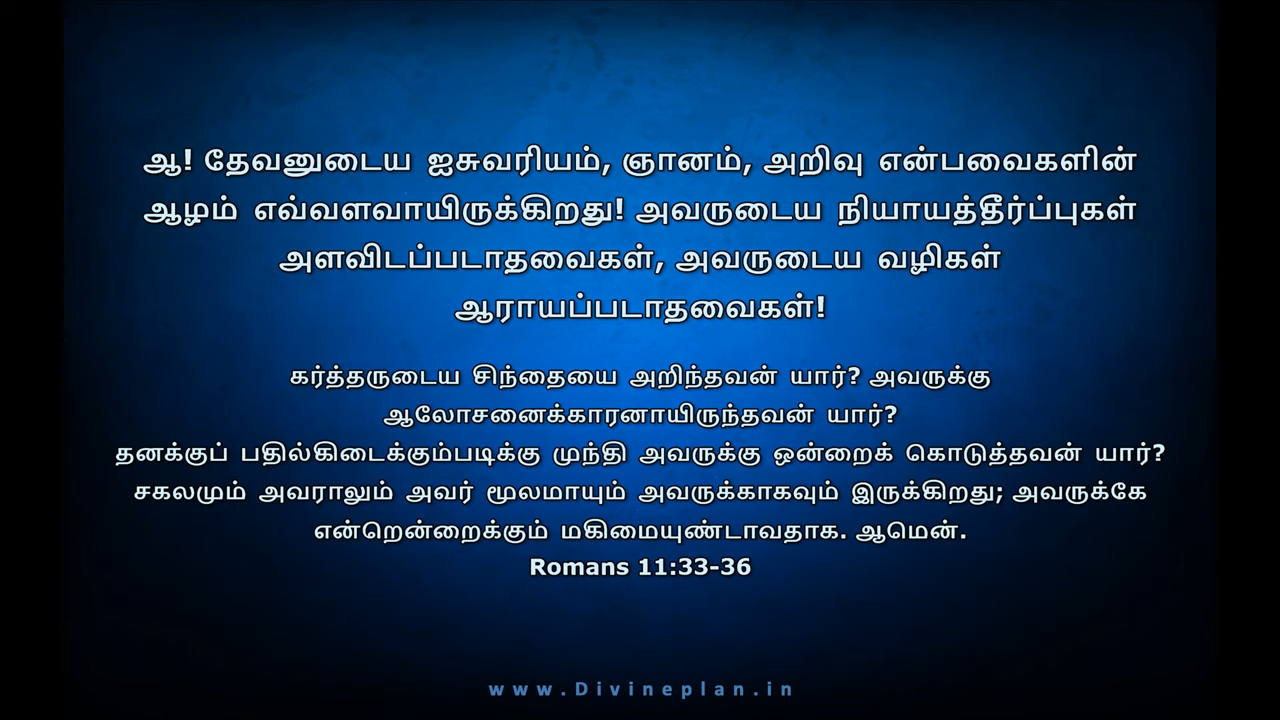 ஆ! தேவனுடைய ஐசுவரியம், ஞானம், அறிவு என்பவைகளின்
ஆழம் எவ்வளவாயிருக்கிறது! அவருடைய நியாயத்தீர்ப்புகள்
அளவிடப்படாதவைகள், அவருடைய வழிகள்
ஆராயப்படாதவைகள்!
கர்த்தருடைய சிந்தையை அறிந்தவன் யார்? அவருக்கு
ஆலோசனைக்காரனாயிருந்தவன் யார்?
தனக்குப் பதில்கிடைக்கும்படிக்கு முந்தி அவருக்கு ஒன்றைக் கொடுத்தவன் யார்?
சகலமும் அவராலும் அவர் மூலமாயும் அவருக்காகவும் இருக்கிறது; அவருக்கே
என்றென்றைக்கும் மகிமையுண்டாவதாக. ஆமென்.
Romans 11:33-36
www.Divineplan.in